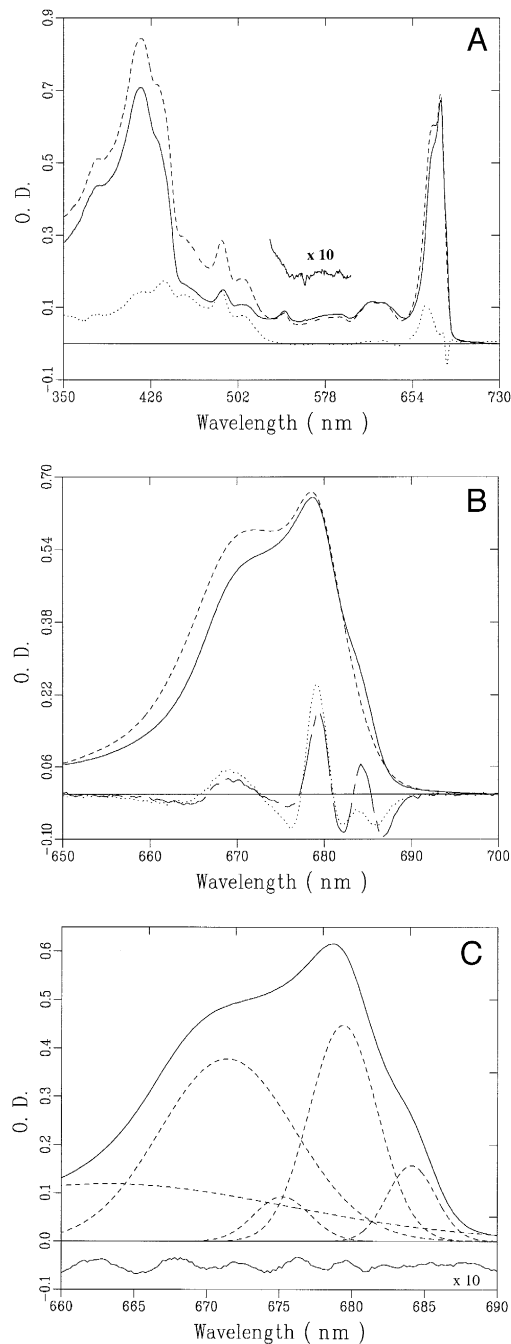 A
0.9
0.7
0.5
0.3
0.1
-0.1
O. D.
x 10
350 426 502 578 654 730
Wavelength ( nm )
B
0.70
0.54
0.38
0.22
0.06
-0.10
O. D.
650 660 670 680 690 700
Wavelength ( nm )
C
0.6
0.5
0.4
0.3
0.2
0.1
0.0
-0.1
O. D.
x 10
660 665 670 675 680 685 690
Wavelength ( nm )